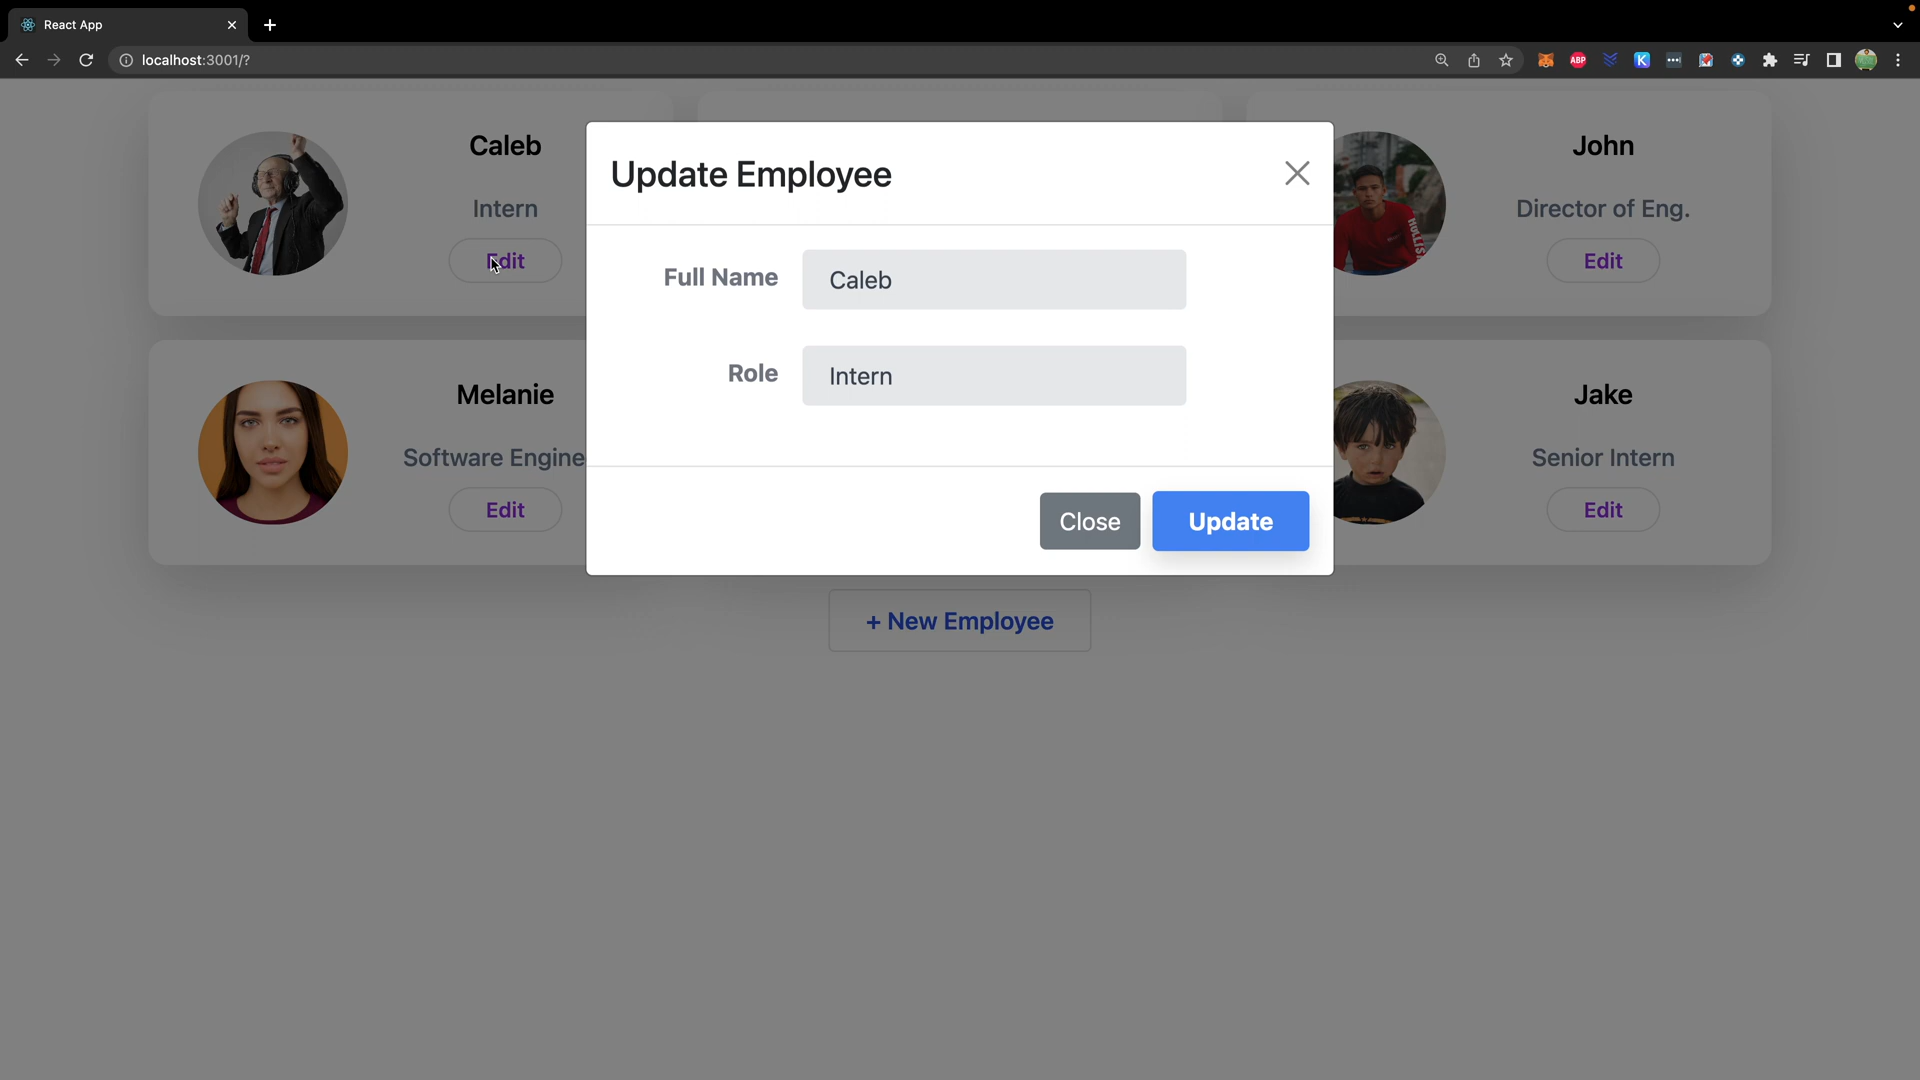 React App
localhost:3001/?
ABP
K
Caleb
Intern
Edit
Update Employee
Full Name
Caleb
Role
Intern
Close
Update
John
Director of Eng.
Edit
Melanie
Software Engine
Edit
Jake
Senior Intern
Edit
+ New Employee